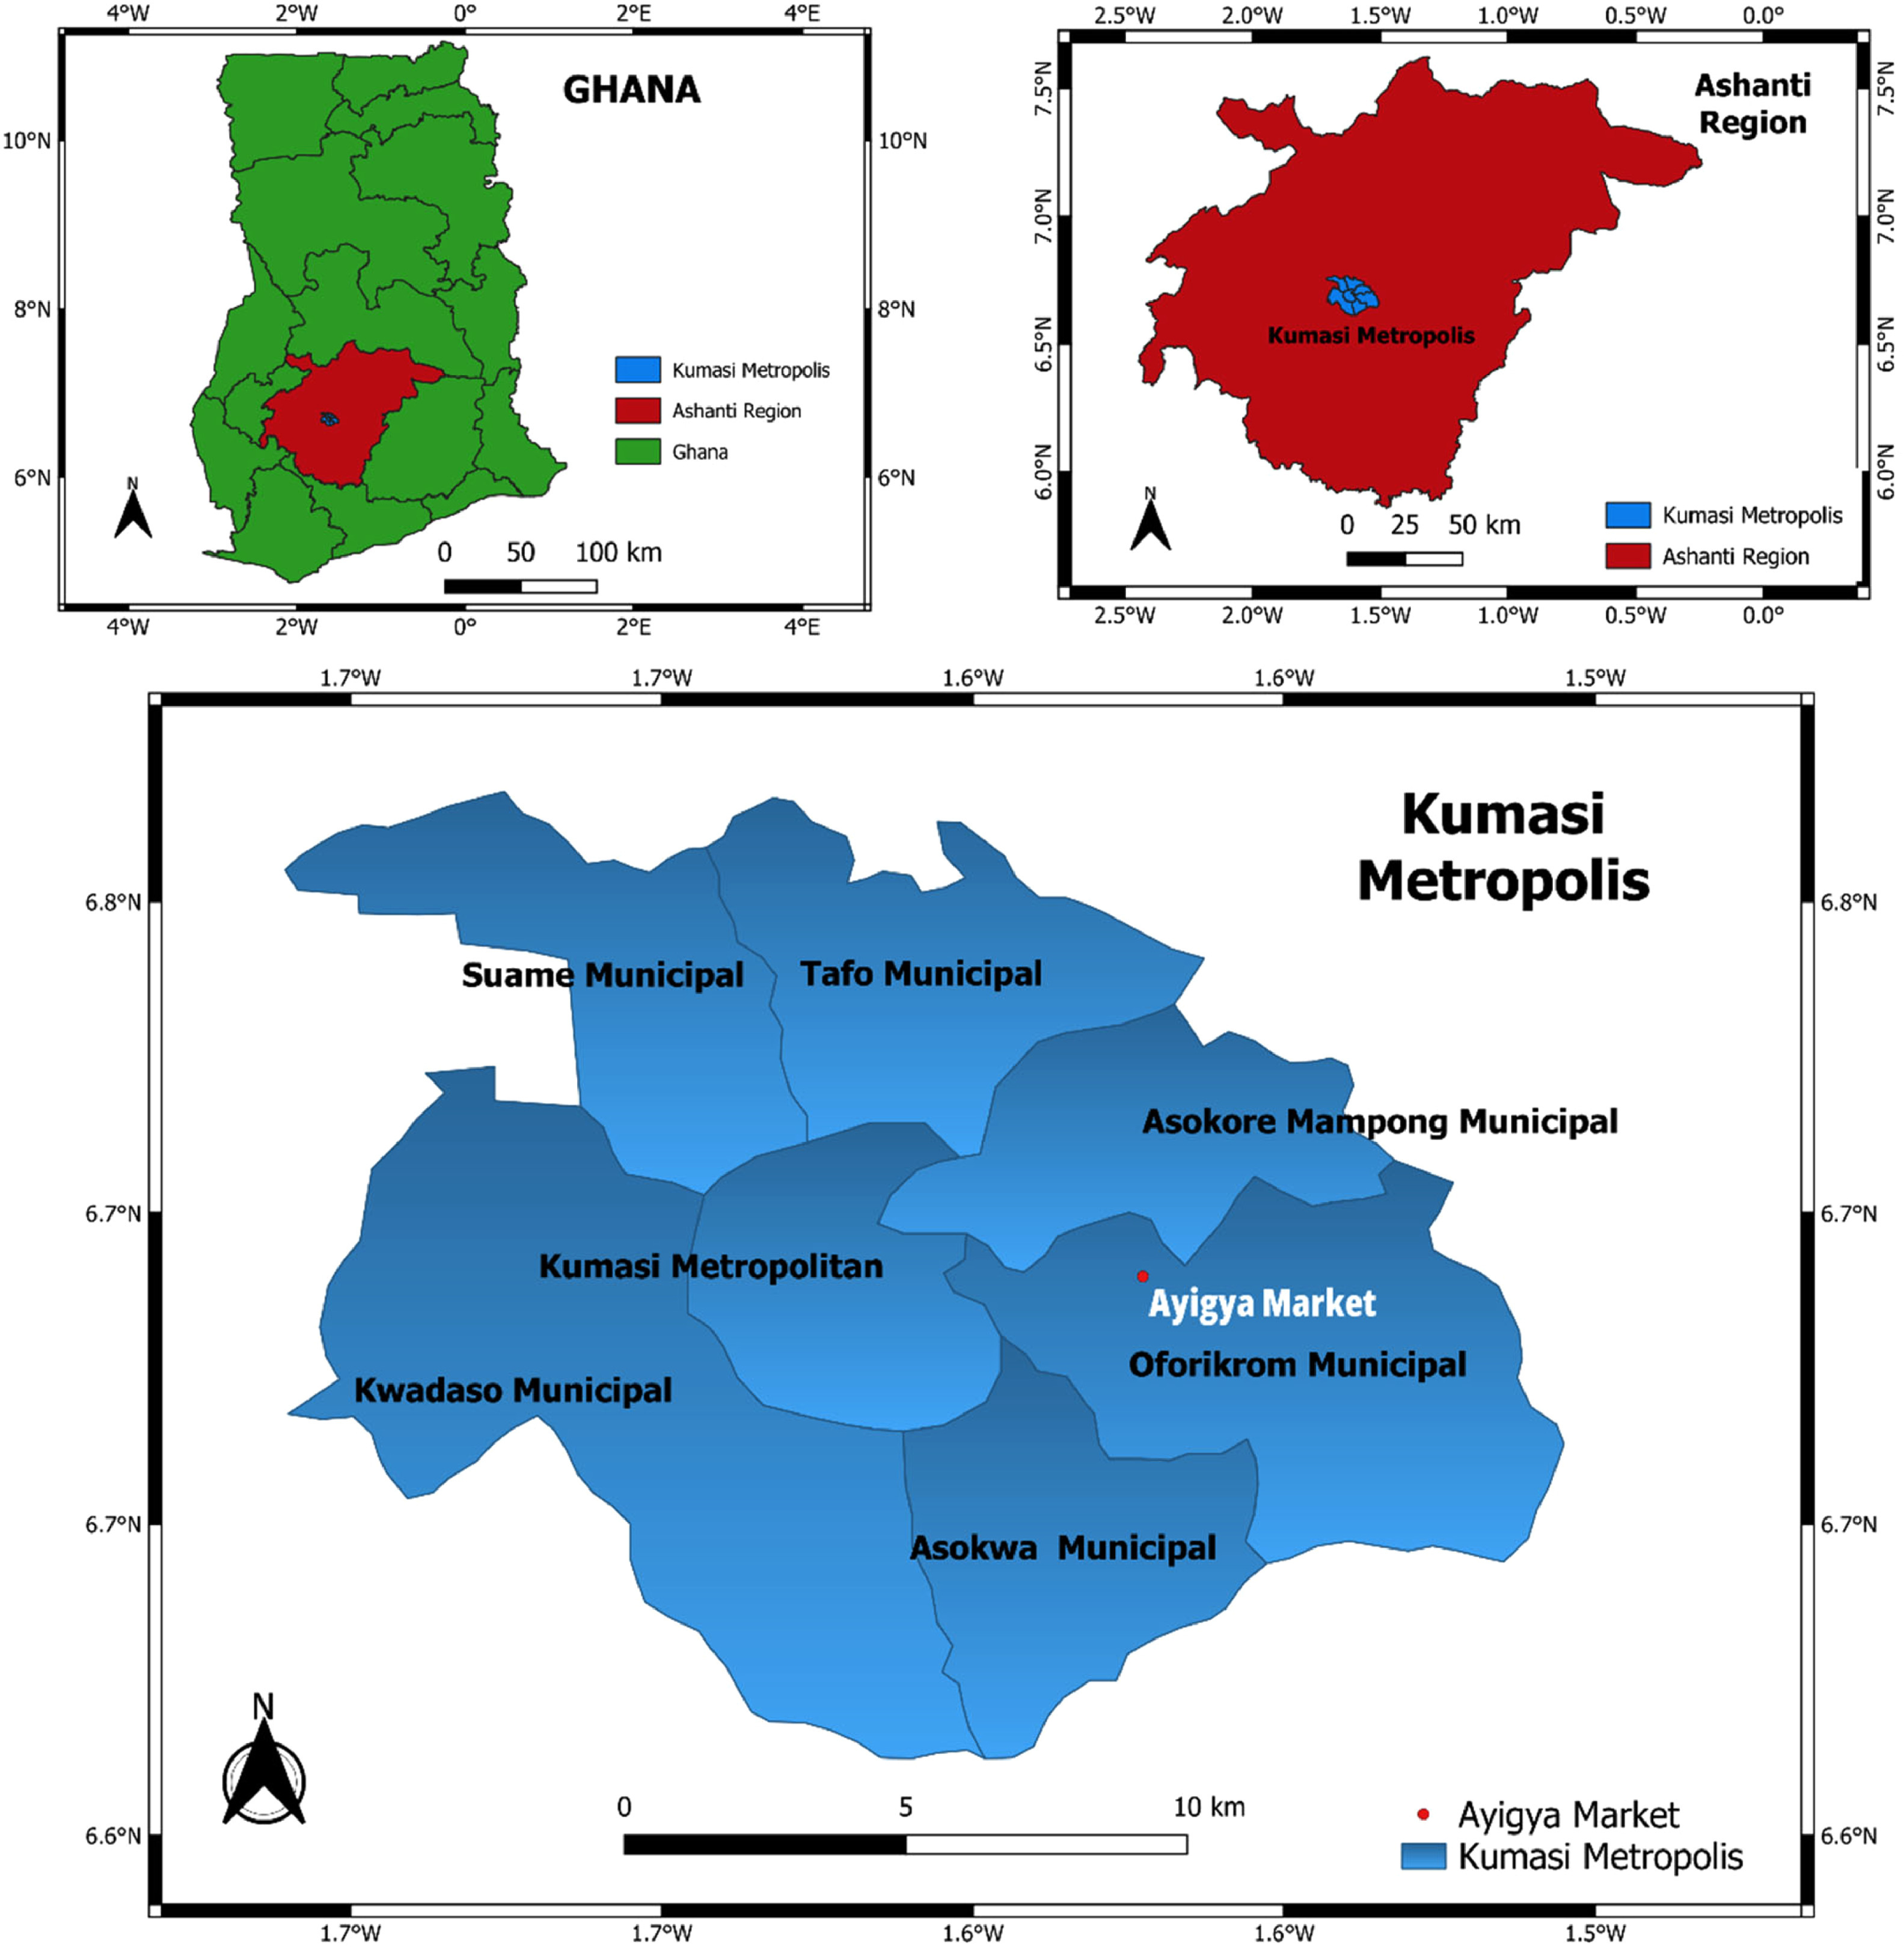 4°W 2°W 0° 2°E 4°E
GHANA
10°N 10°N
8°N 8°N
6°N 6°N
Kumasi Metropolis
Ashanti Region
Ghana
N
0 50 100 km
4°W 2°W 0° 2°E 4°E
2.5°W 2.0°W 1.5°W 1.0°W 0.5°W 0.0°
Ashanti
Region
7.5°N 7.5°N
7.0°N 7.0°N
6.5°N 6.5°N
6.0°N 6.0°N
Kumasi Metropolis
N
0 25 50 km
Kumasi Metropolis
Ashanti Region
2.5°W 2.0°W 1.5°W 1.0°W 0.5°W 0.0°
1.7°W 1.7°W 1.6°W 1.6°W 1.5°W
Kumasi
Metropolis
6.8°N 6.8°N
Suame Municipal Tafo Municipal
Asokore Mampong Municipal
6.7°N 6.7°N
Kumasi Metropolitan
Ayigya Market
Oforikrom Municipal
Kwadaso Municipal
6.7°N 6.7°N
Asokwa Municipal
N
0 5 10 km
Ayigya Market
6.6°N 6.6°N
Kumasi Metropolis
1.7°W 1.7°W 1.6°W 1.6°W 1.5°W